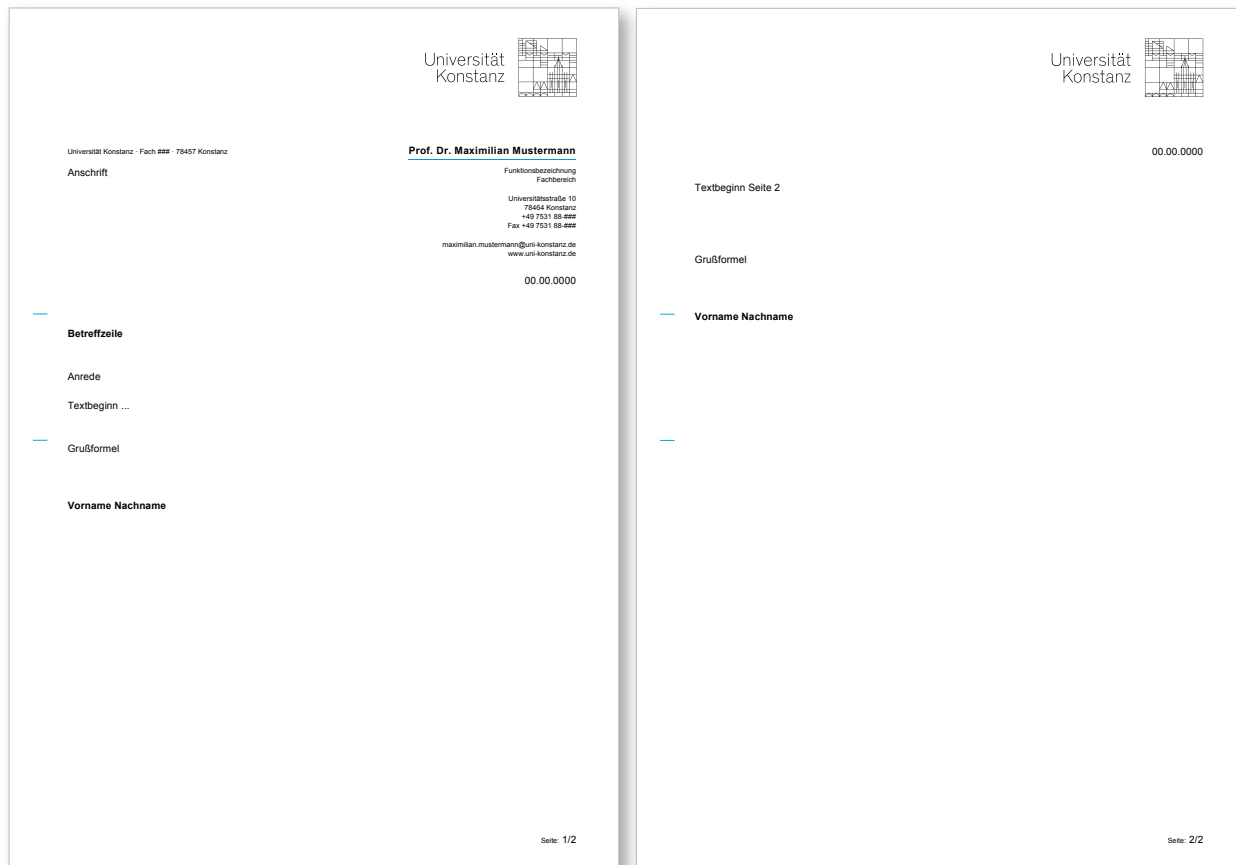 Universität
Konstanz
Universität Konstanz · Fach ### · 78457 Konstanz
Prof. Dr. Maximilian Mustermann
Anschrift
Funktionsbezeichnung
Fachbereich
Universitätsstraße 10
78464 Konstanz
+49 7531 88-###
Fax +49 7531 88-###
maximilian.mustermann@uni-konstanz.de
www.uni-konstanz.de
00.00.0000
Betreffzeile
Anrede
Textbeginn ...
Grußformel
Vorname Nachname
Seite: 1/2
Universität
Konstanz
00.00.0000
Textbeginn Seite 2
Grußformel
Vorname Nachname
Seite: 2/2